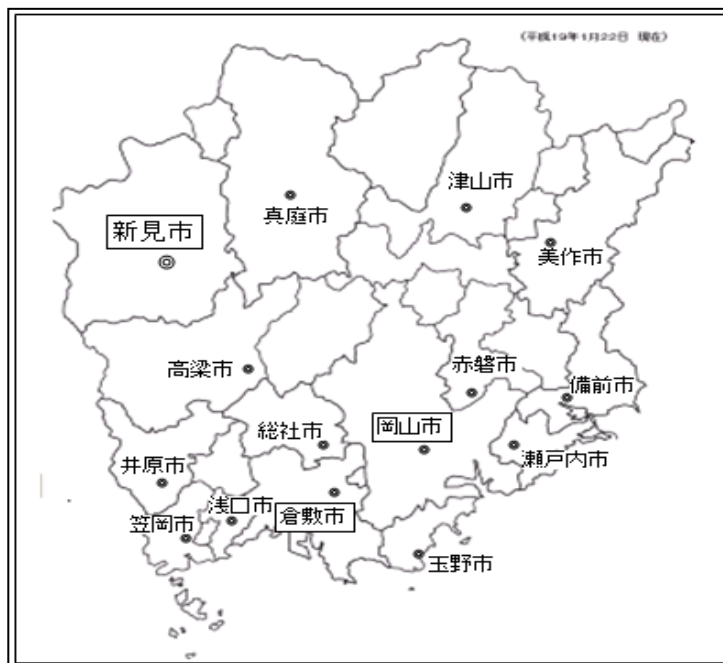 (平成19年1月22日 現在)
津山市
真庭市
新見市
美作市
高梁市
赤磐市
備前市
総社市
岡山市
瀬戸内市
井原市
浅口市
倉敷市
笠岡市
玉野市